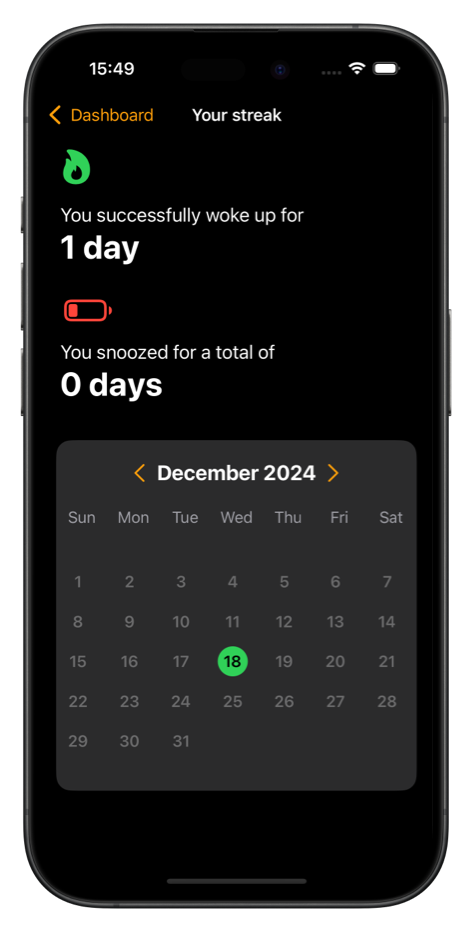 15:49
Dashboard Your streak
You successfully woke up for
1 day
You snoozed for a total of
0 days
December 2024
Sun Mon Tue Wed Thu Fri Sat
1 2 3 4 5 6 7
8 9 10 11 12 13 14
15 16 17 18 19 20 21
22 23 24 25 26 27 28
29 30 31